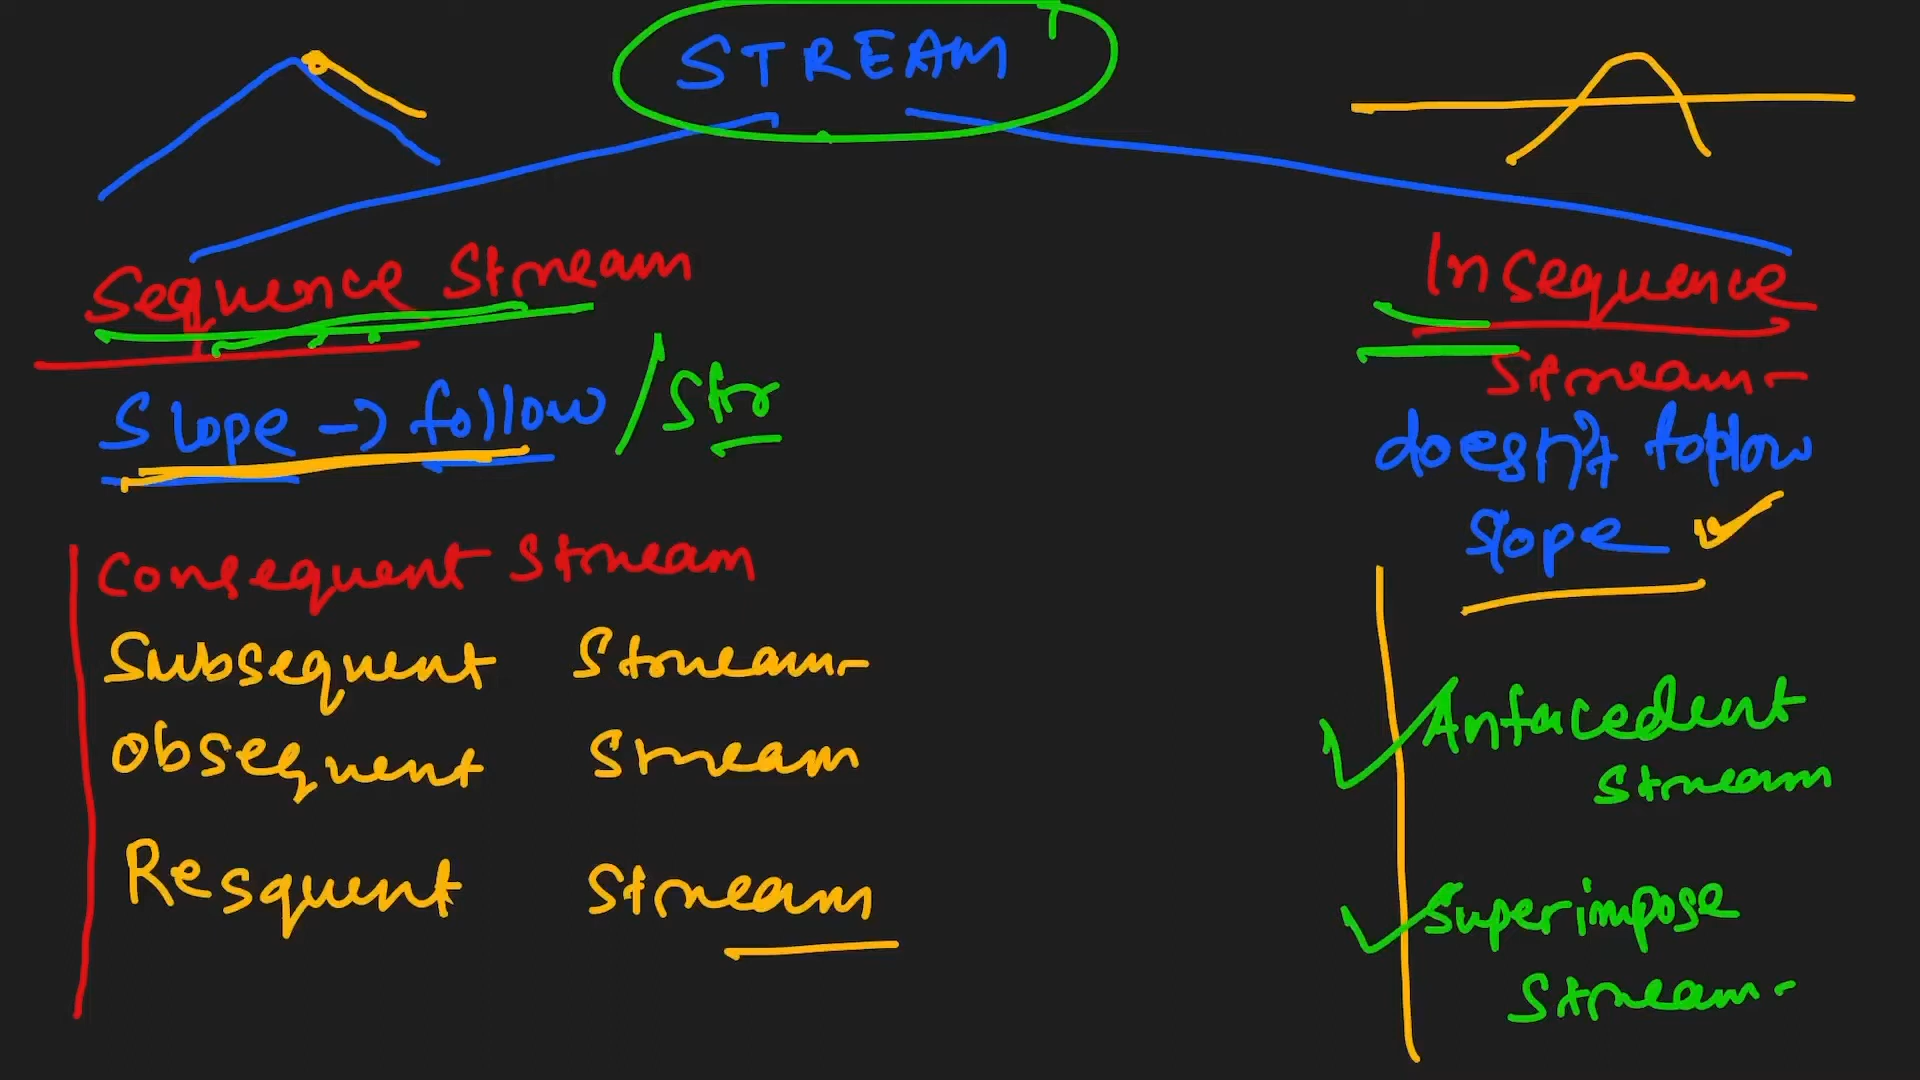 STREAM
Sequence Stream
Slope → follow / Str
Consequent Stream
Subsequent Stream
Obsequent Stream
Resquent Stream
Insequence
Stream
doesn't follow
slope
Antacedent
Stream
Superimpose
Stream